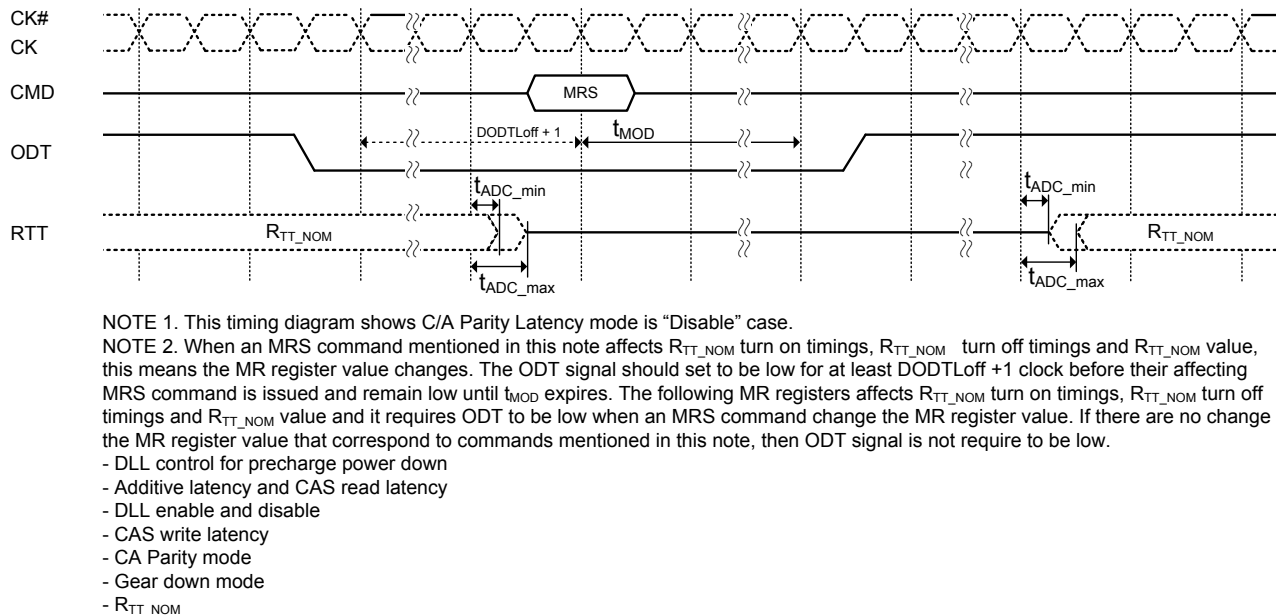 CK#
CK
CMD
MRS
DODTLoff + 1
tMOD
ODT
tADC_min
tADC_min
RTT
RTT_NOM
RTT_NOM
tADC_max
tADC_max
NOTE 1. This timing diagram shows C/A Parity Latency mode is “Disable” case.
NOTE 2. When an MRS command mentioned in this note affects RTT_NOM turn on timings, RTT_NOM turn off timings and RTT_NOM value,
this means the MR register value changes. The ODT signal should set to be low for at least DODTLoff +1 clock before their affecting
MRS command is issued and remain low until tMOD expires. The following MR registers affects RTT_NOM turn on timings, RTT_NOM turn off
timings and RTT_NOM value and it requires ODT to be low when an MRS command change the MR register value. If there are no change
the MR register value that correspond to commands mentioned in this note, then ODT signal is not require to be low.
- DLL control for precharge power down
- Additive latency and CAS read latency
- DLL enable and disable
- CAS write latency
- CA Parity mode
- Gear down mode
- RTT_NOM